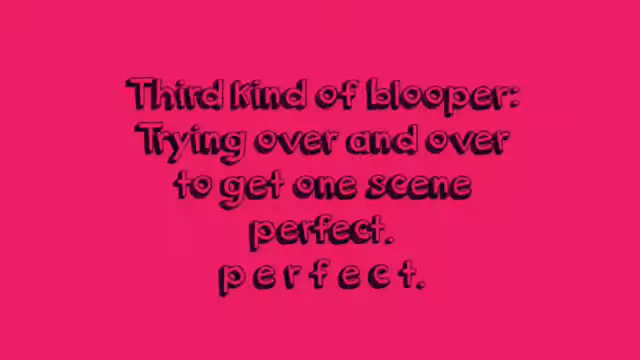 Third kind of blooper:
Trying over and over
to get one scene
perfect.
p e r f e c t.